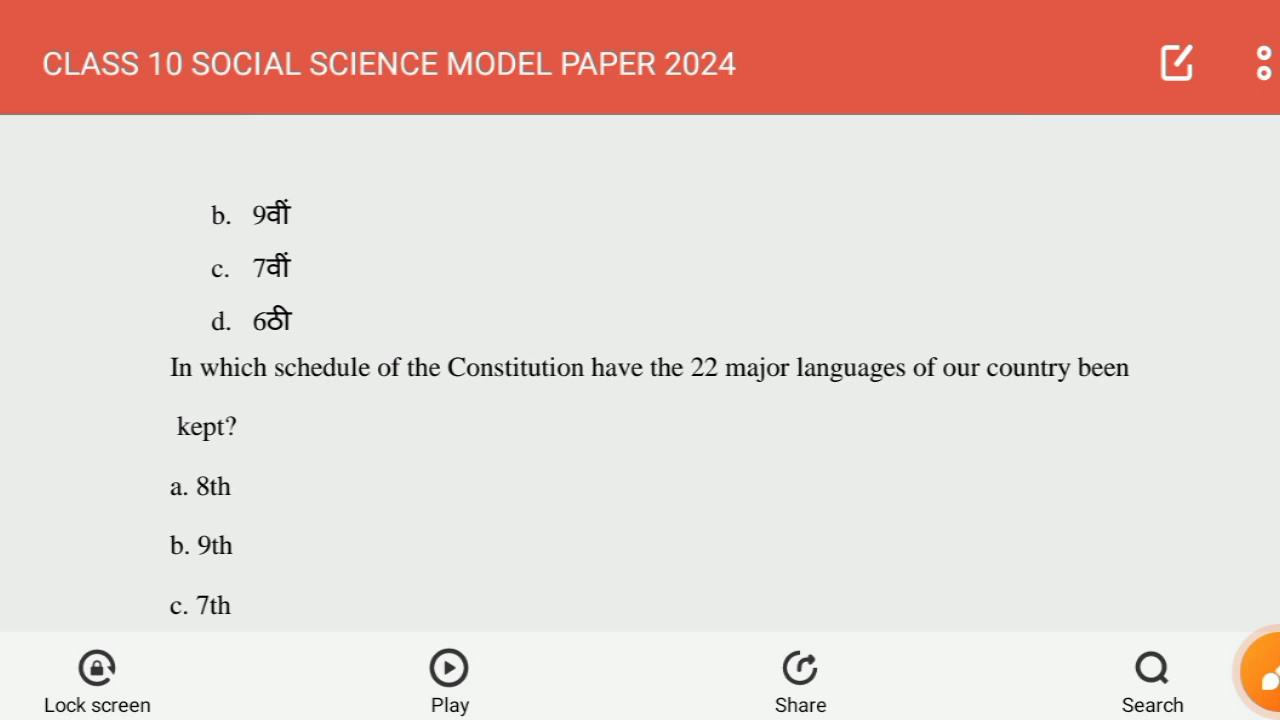 CLASS 10 SOCIAL SCIENCE MODEL PAPER 2024
b. 9वीं
c. 7वीं
d. 6ठी
In which schedule of the Constitution have the 22 major languages of our country been
kept?
a. 8th
b. 9th
c. 7th
Lock screen
Play
Share
Search